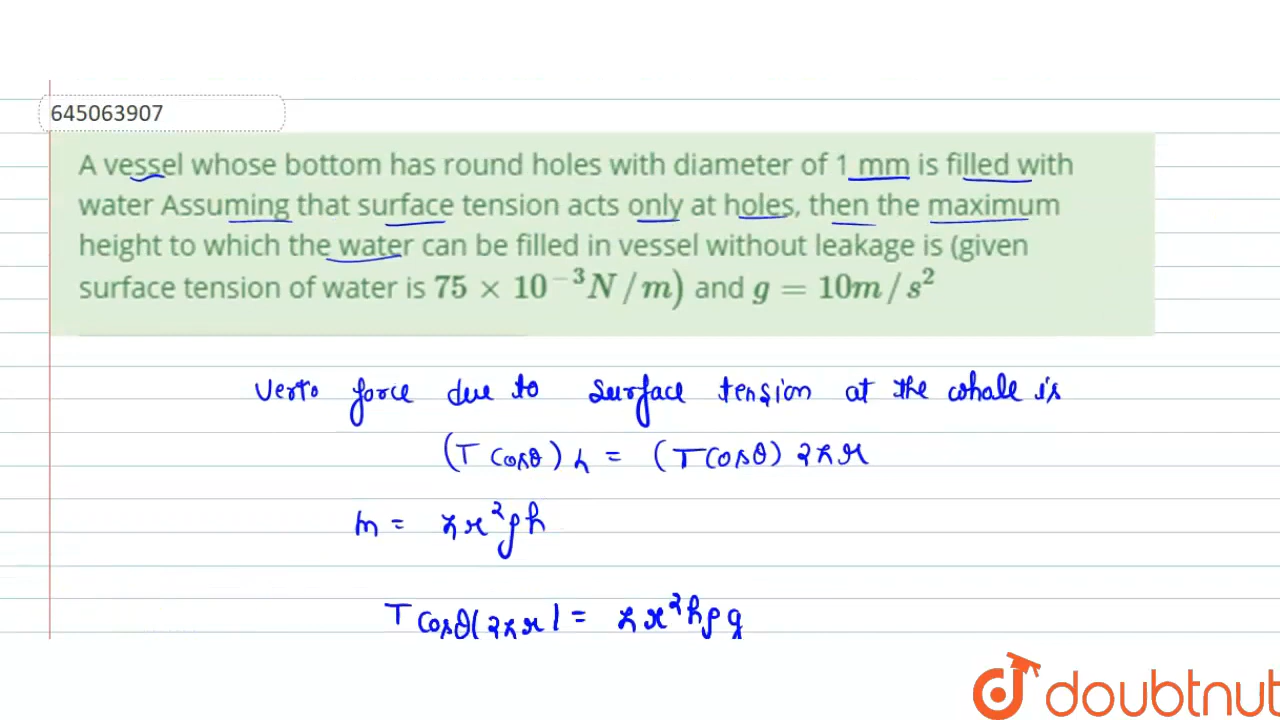 645063907
A vessel whose bottom has round holes with diameter of 1 mm is filled with
water Assuming that surface tension acts only at holes, then the maximum
height to which the water can be filled in vessel without leakage is (given
surface tension of water is 75 × 10⁻³N/m) and g = 10m/s²
force due to surface tension at the whole is
(T cosθ) = (T cosθ) 2πr
m = πr²ρh
T cosθ(2πr) = πr²hρg
doubtnut